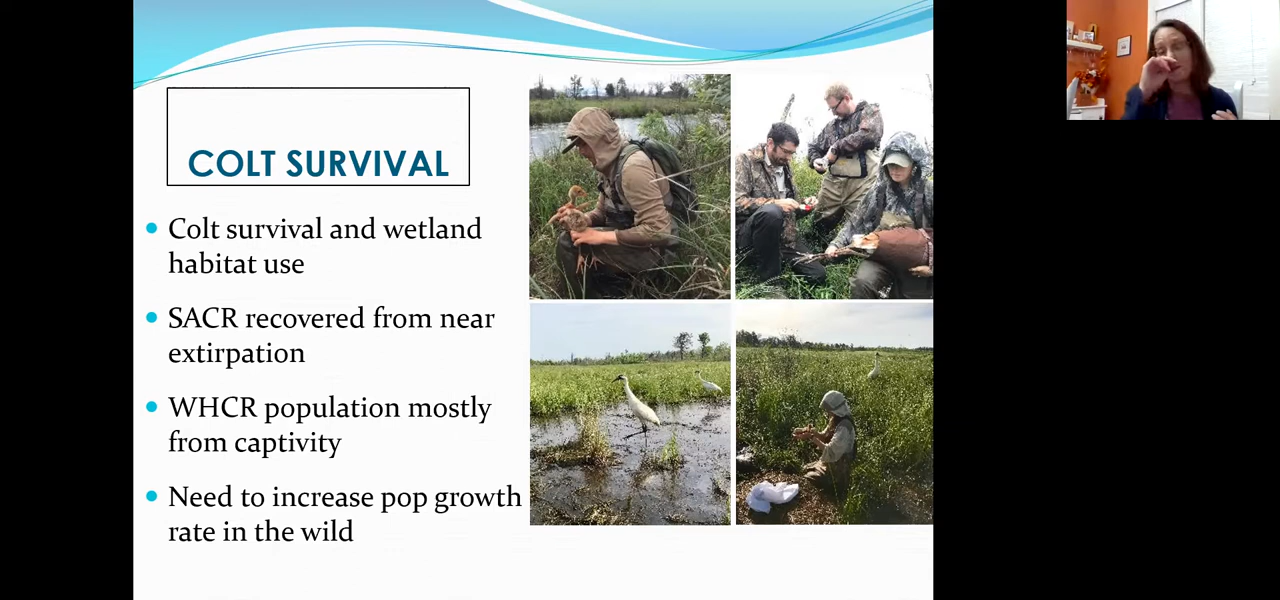 COLT SURVIVAL
Colt survival and wetland
habitat use
SACR recovered from near
extirpation
WHCR population mostly
from captivity
Need to increase pop growth
rate in the wild